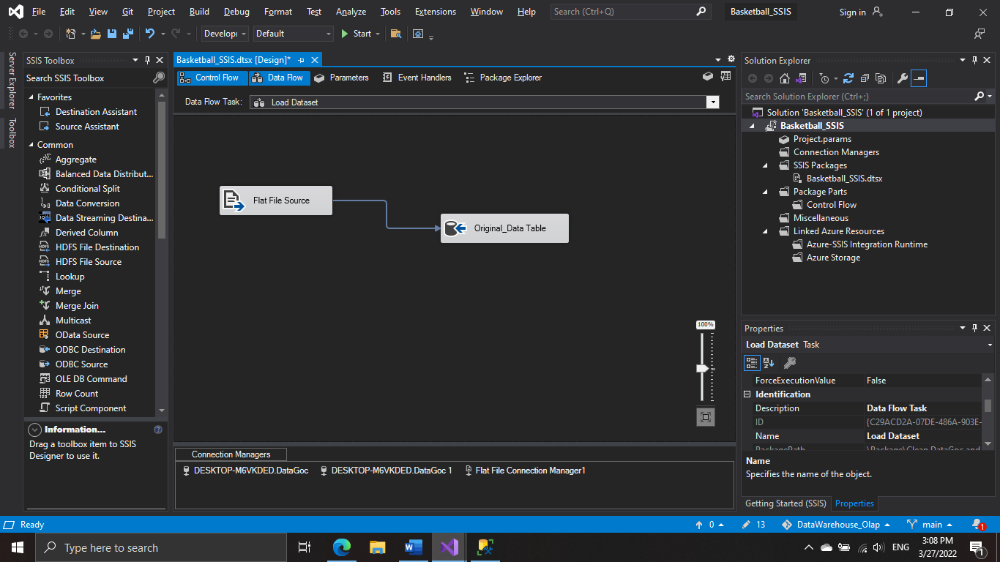 File Edit View Git Project Build Debug Format Test Analyze Tools Extensions Window Help Search (Ctrl+Q) Basketball_SSIS Sign in
Developı Default Start
Server Explorer
Toolbox
SSIS Toolbox
Search SSIS Toolbox
Favorites
Destination Assistant
Source Assistant
Common
Aggregate
Balanced Data Distribut...
Conditional Split
Data Conversion
Data Streaming Destina...
Derived Column
HDFS File Destination
HDFS File Source
Lookup
Merge
Merge Join
Multicast
OData Source
ODBC Destination
ODBC Source
OLE DB Command
Row Count
Script Component
Information...
Drag a toolbox item to SSIS
Designer to use it.
Basketball_SSIS.dtsx [Design]*
Control Flow Data Flow Parameters Event Handlers Package Explorer
Data Flow Task: Load Dataset
Flat File Source
Original_Data Table
100%
Connection Managers
DESKTOP-M6VKDED.DataGoc DESKTOP-M6VKDED.DataGoc 1 Flat File Connection Manager1
Solution Explorer
Search Solution Explorer (Ctrl+;)
Solution 'Basketball_SSIS' (1 of 1 project)
Basketball_SSIS
Project.params
Connection Managers
SSIS Packages
Basketball_SSIS.dtsx
Package Parts
Control Flow
Miscellaneous
Linked Azure Resources
Azure-SSIS Integration Runtime
Azure Storage
Properties
Load Dataset Task
ForceExecutionValue False
Identification
Description Data Flow Task
ID {C29ACD2A-07DE-486A-903E-
Name Load Dataset
PackagePath \Package\Clean DataGoc and
Name
Specifies the name of the object.
Getting Started (SSIS) Properties
Ready 0 13 DataWarehouse_Olap main 1
Type here to search ENG 3:08 PM
3/27/2022 1